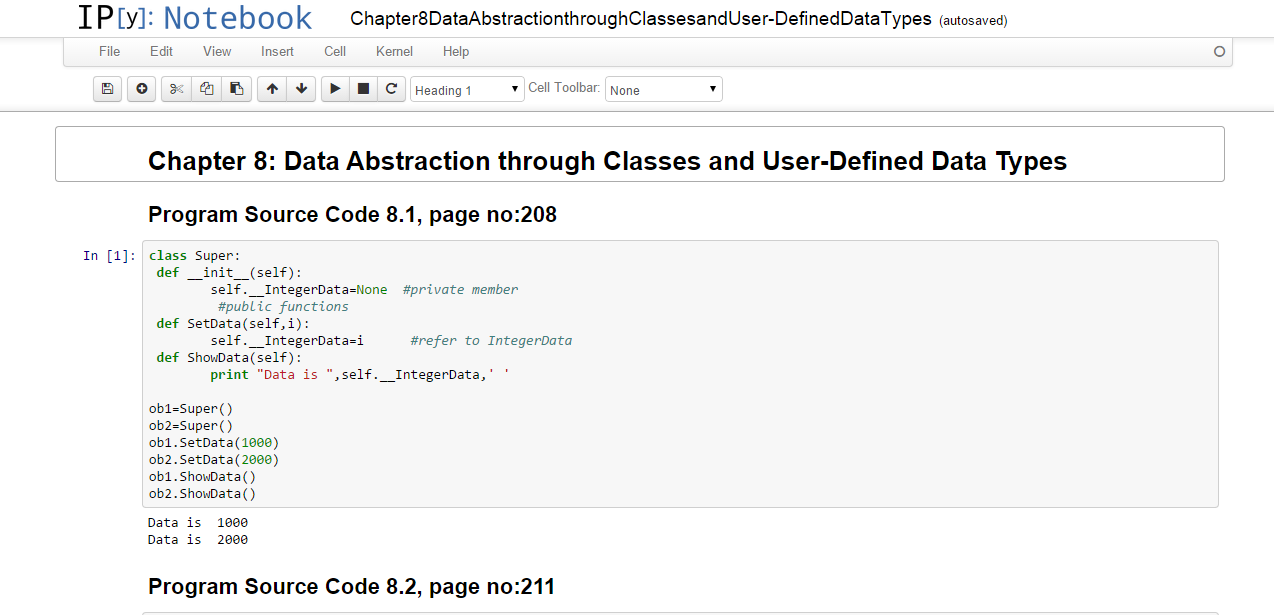 IP[y]: Notebook Chapter8DataAbstractionthroughClassesandUser-DefinedDataTypes (autosaved)
File Edit View Insert Cell Kernel Help
Heading 1 Cell Toolbar: None
Chapter 8: Data Abstraction through Classes and User-Defined Data Types
Program Source Code 8.1, page no:208
In [1]: class Super:
 def __init__(self):
        self.__IntegerData=None  #private member
         #public functions
 def SetData(self,i):
        self.__IntegerData=i      #refer to IntegerData
 def ShowData(self):
        print "Data is ",self.__IntegerData,' '
ob1=Super()
ob2=Super()
ob1.SetData(1000)
ob2.SetData(2000)
ob1.ShowData()
ob2.ShowData()
Data is  1000
Data is  2000
Program Source Code 8.2, page no:211